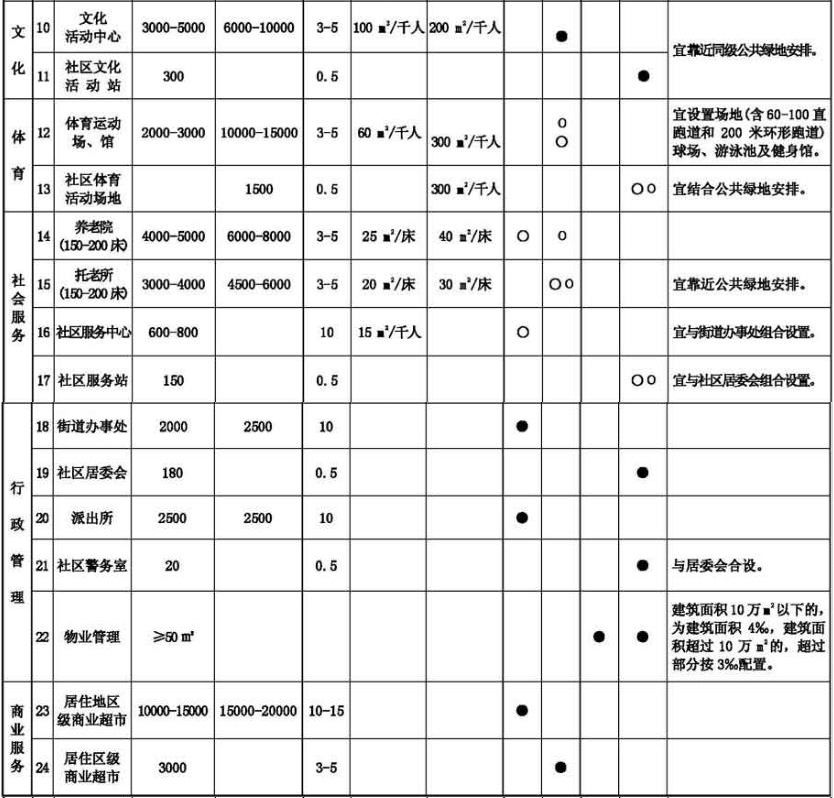 文化
10 文化活动中心 3000-5000 6000-10000 3-5 100 m²/千人 200 m²/千人 ● 宜靠近同级公共绿地安排。
11 社区文化活动站 300 0.5 ●
体育
12 体育运动场、馆 2000-3000 10000-15000 3-5 60 m²/千人 300 m²/千人 ○ ○ 宜设置场地(含60-100直跑道和 200 米环形跑道)球场、游泳池及健身馆。
13 社区体育活动场地 1500 0.5 300 m²/千人 ○○ 宜结合公共绿地安排。
社会服务
14 养老院(150-200床) 4000-5000 6000-8000 3-5 25 m²/床 40 m²/床 ○ ○
15 托老所(150-200床) 3000-4000 4500-6000 3-5 20 m²/床 30 m²/床 ○○ 宜靠近公共绿地安排。
16 社区服务中心 600-800 10 15 m²/千人 ○ 宜与街道办事处组合设置。
17 社区服务站 150 0.5 ○○ 宜与社区居委会组合设置。
行政管理
18 街道办事处 2000 2500 10 ●
19 社区居委会 180 0.5 ●
20 派出所 2500 2500 10 ●
21 社区警务室 20 0.5 ● 与居委会合设。
22 物业管理 ≥50 m² ● ● 建筑面积10万m²以下的，为建筑面积 4‰，建筑面积超过 10 万 m²的，超过部分按3‰配置。
商业服务
23 居住地区级商业超市 10000-15000 15000-20000 10-15 ●
24 居住区级商业超市 3000 3-5 ●